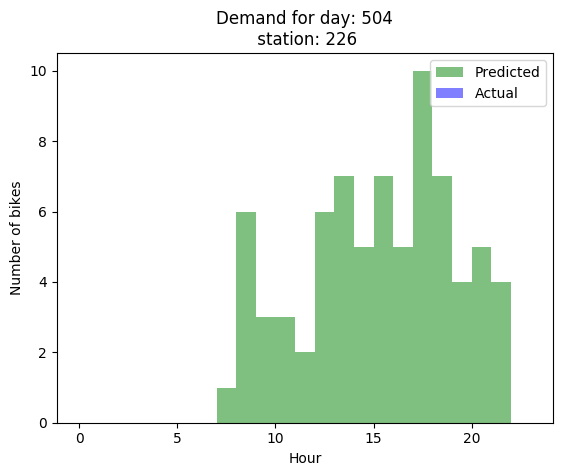 Demand for day: 504
station: 226
Predicted
Actual
10
8
6
4
2
0
Number of bikes
0 5 10 15 20
Hour